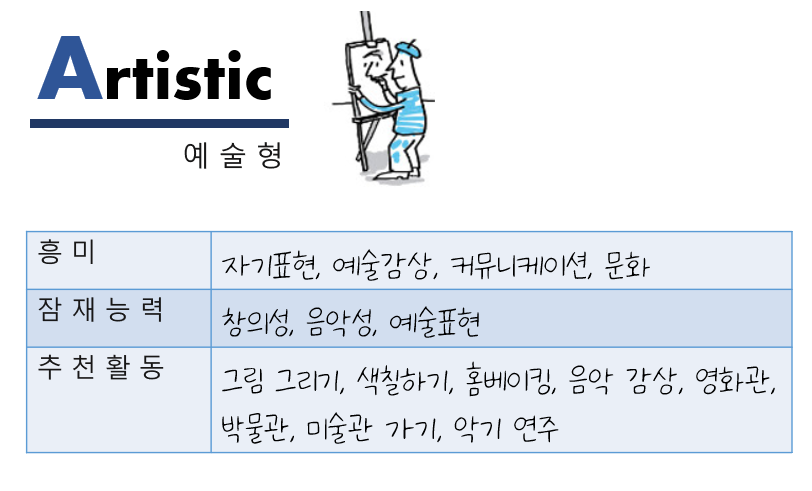 Artistic
예술형
흥미
자기표현, 예술감상, 커뮤니케이션, 문화
잠재능력
창의성, 음악성, 예술표현
추천활동
그림 그리기, 색칠하기, 홈베이킹, 음악 감상, 영화관,
박물관, 미술관 가기, 악기 연주